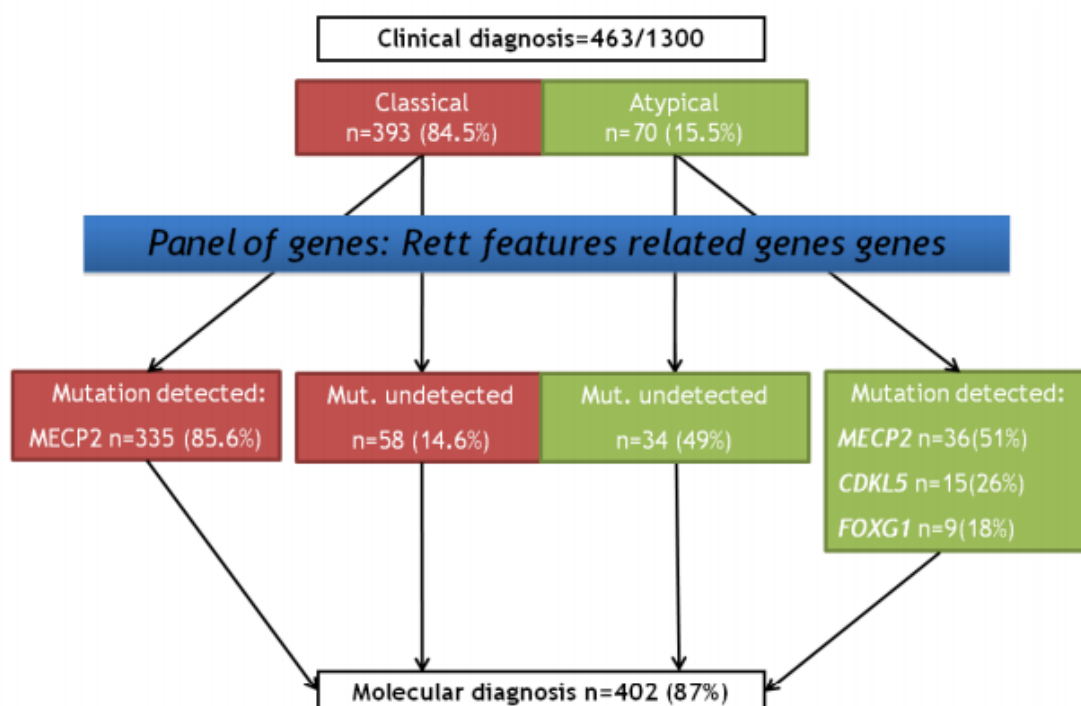 Clinical diagnosis=463/1300
Classical
n=393 (84.5%)
Atypical
n=70 (15.5%)
Panel of genes: Rett features related genes genes
Mutation detected:
MECP2 n=335 (85.6%)
Mut. undetected
n=58 (14.6%)
Mut. undetected
n=34 (49%)
Mutation detected:
MECP2 n=36(51%)
CDKL5 n=15(26%)
FOXG1 n=9(18%)
Molecular diagnosis n=402 (87%)